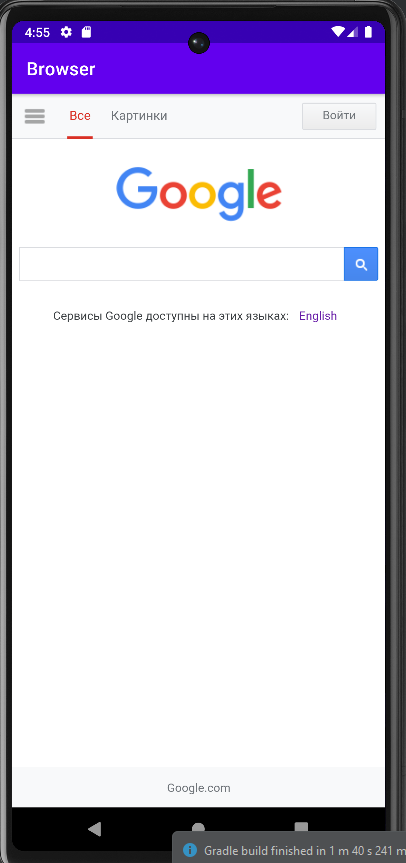 4:55
Browser
Все Картинки Войти
Google
Сервисы Google доступны на этих языках: English
Google.com
Gradle build finished in 1 m 40 s 241 m